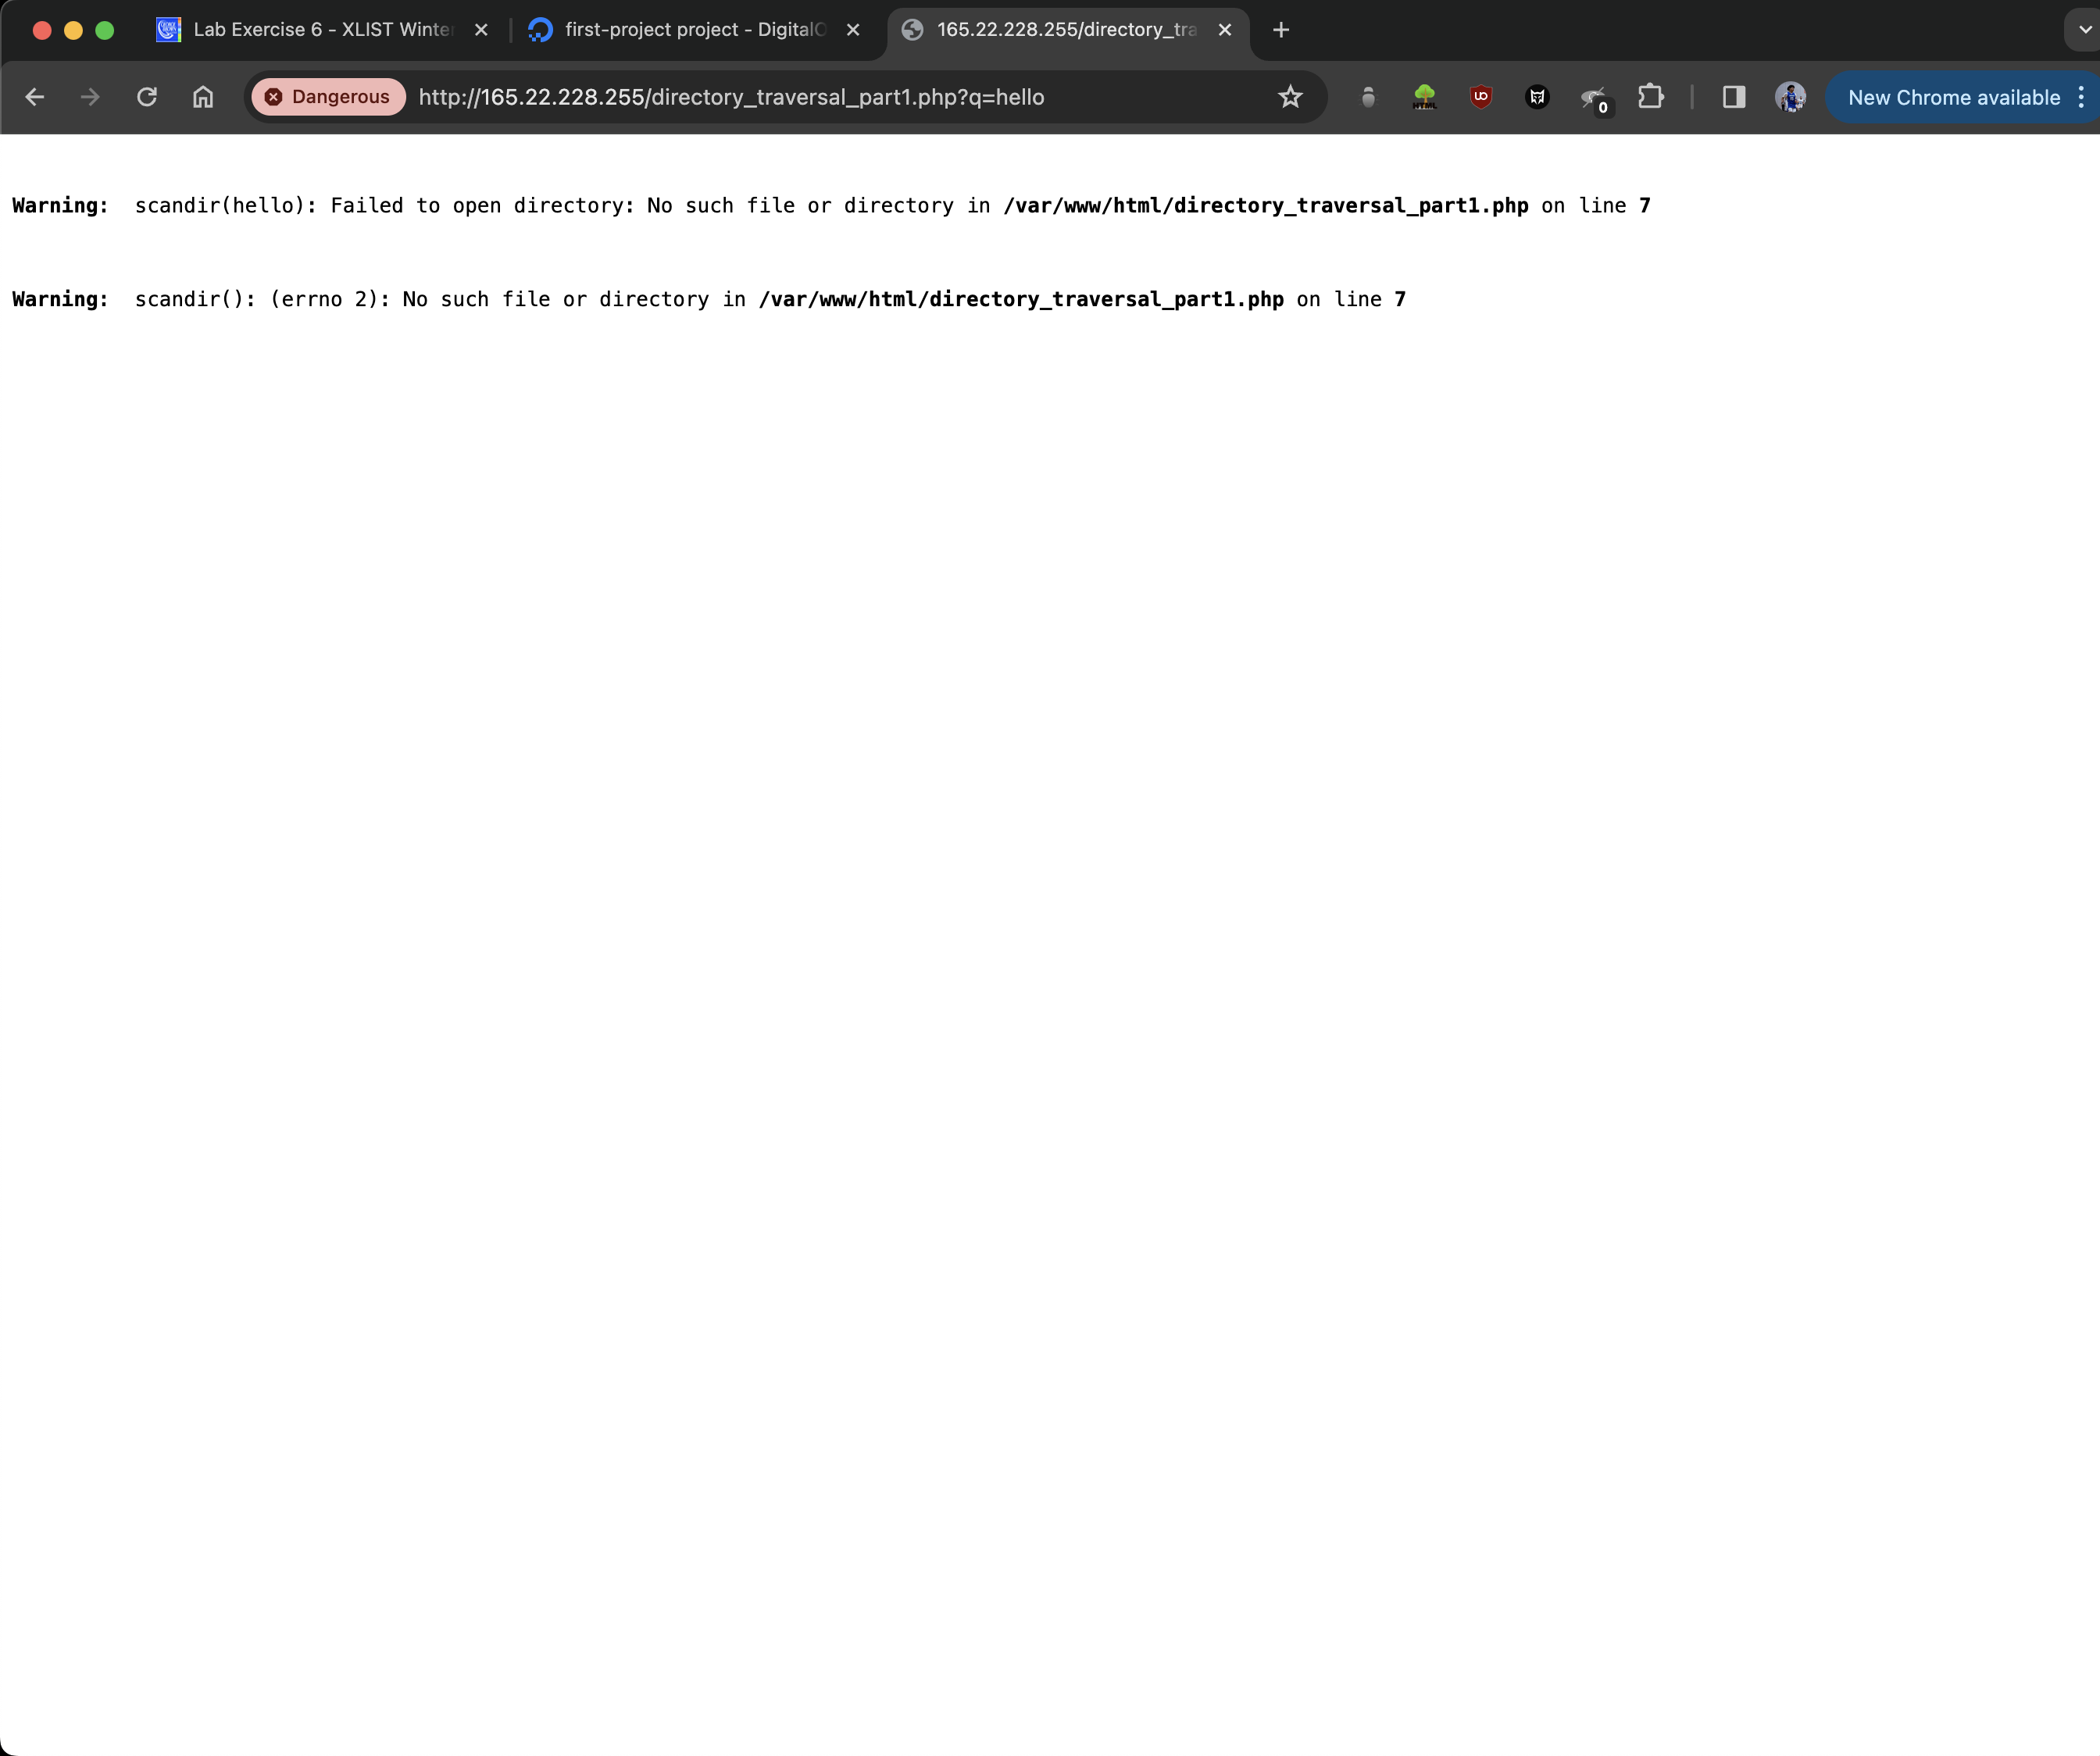 Lab Exercise 6 - XLIST Winter
first-project project - DigitalO
165.22.228.255/directory_tra
Dangerous http://165.22.228.255/directory_traversal_part1.php?q=hello
HTML
UO
0
New Chrome available
Warning: scandir(hello): Failed to open directory: No such file or directory in /var/www/html/directory_traversal_part1.php on line 7
Warning: scandir(): (errno 2): No such file or directory in /var/www/html/directory_traversal_part1.php on line 7